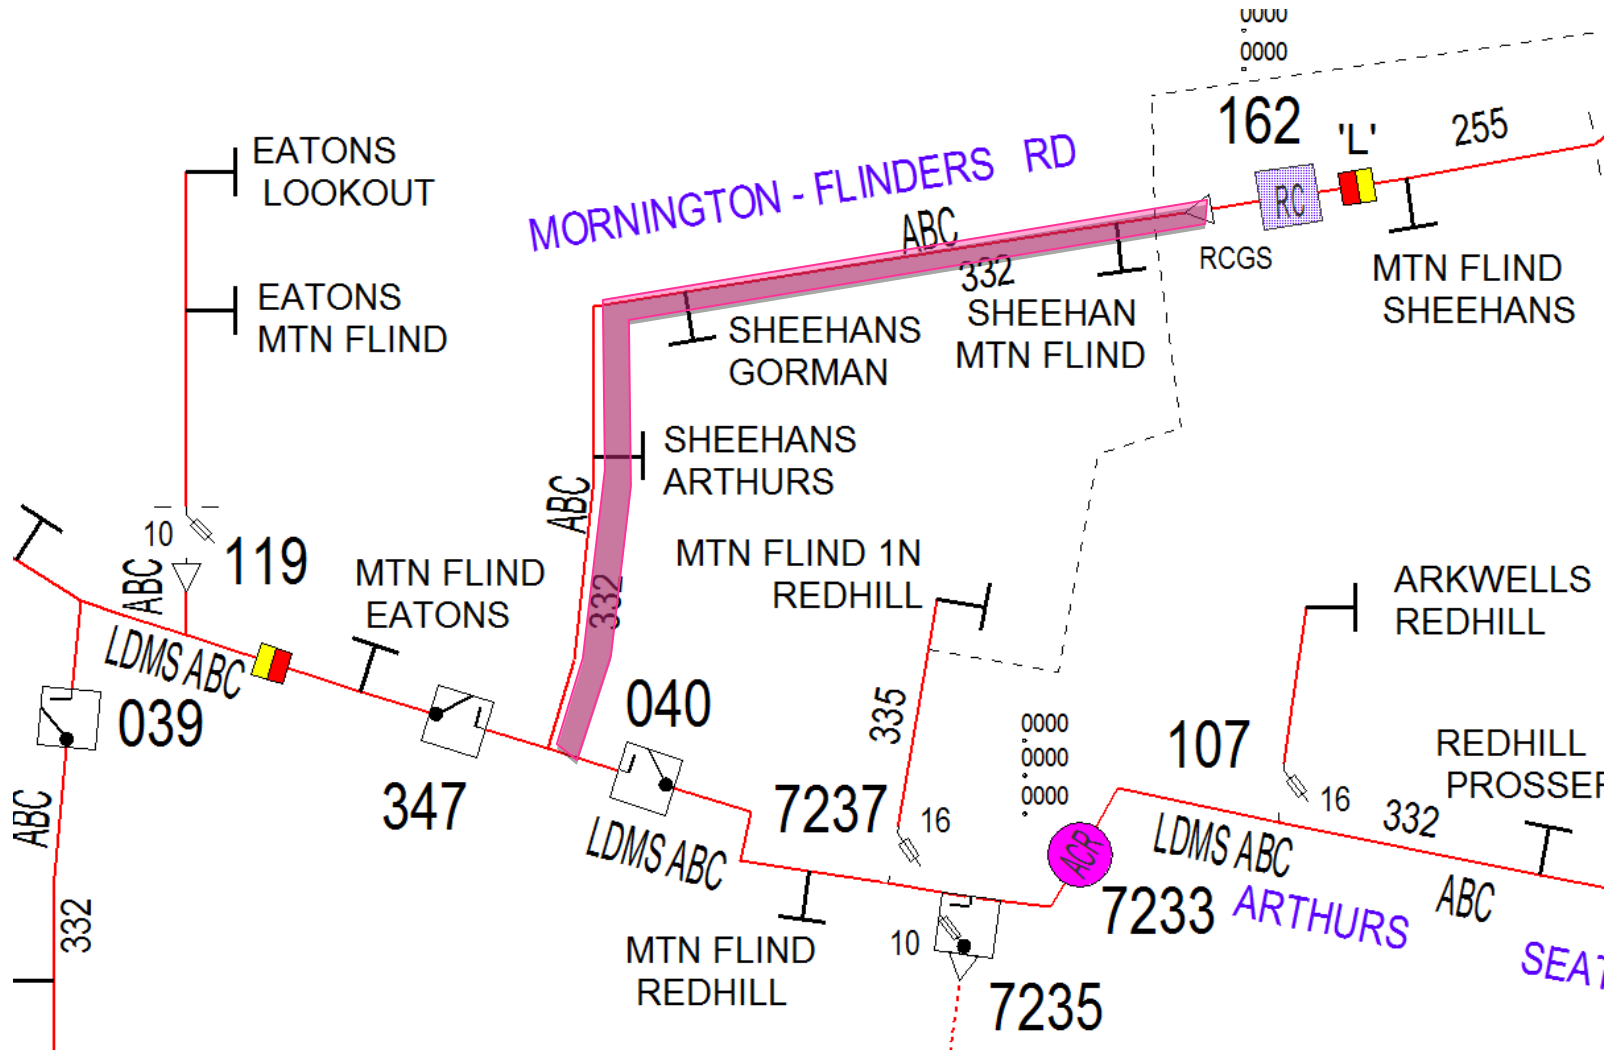 0000
0000
162
'L'
255
EATONS
LOOKOUT
MORNINGTON - FLINDERS RD
ABC
RC
RCGS
332
MTN FLIND
SHEEHANS
EATONS
MTN FLIND
SHEEHANS
GORMAN
SHEEHAN
MTN FLIND
SHEEHANS
ARTHURS
ABC
10
119
ABC
MTN FLIND
EATONS
332
MTN FLIND 1N
REDHILL
ARKWELLS
REDHILL
LDMS ABC
039
040
347
335
0000
0000
0000
107
REDHILL
PROSSER
ABC
7237
16
16
332
LDMS ABC
LDMS ABC
ACR
ABC
332
7233
ARTHURS
SEAT
MTN FLIND
REDHILL
10
7235